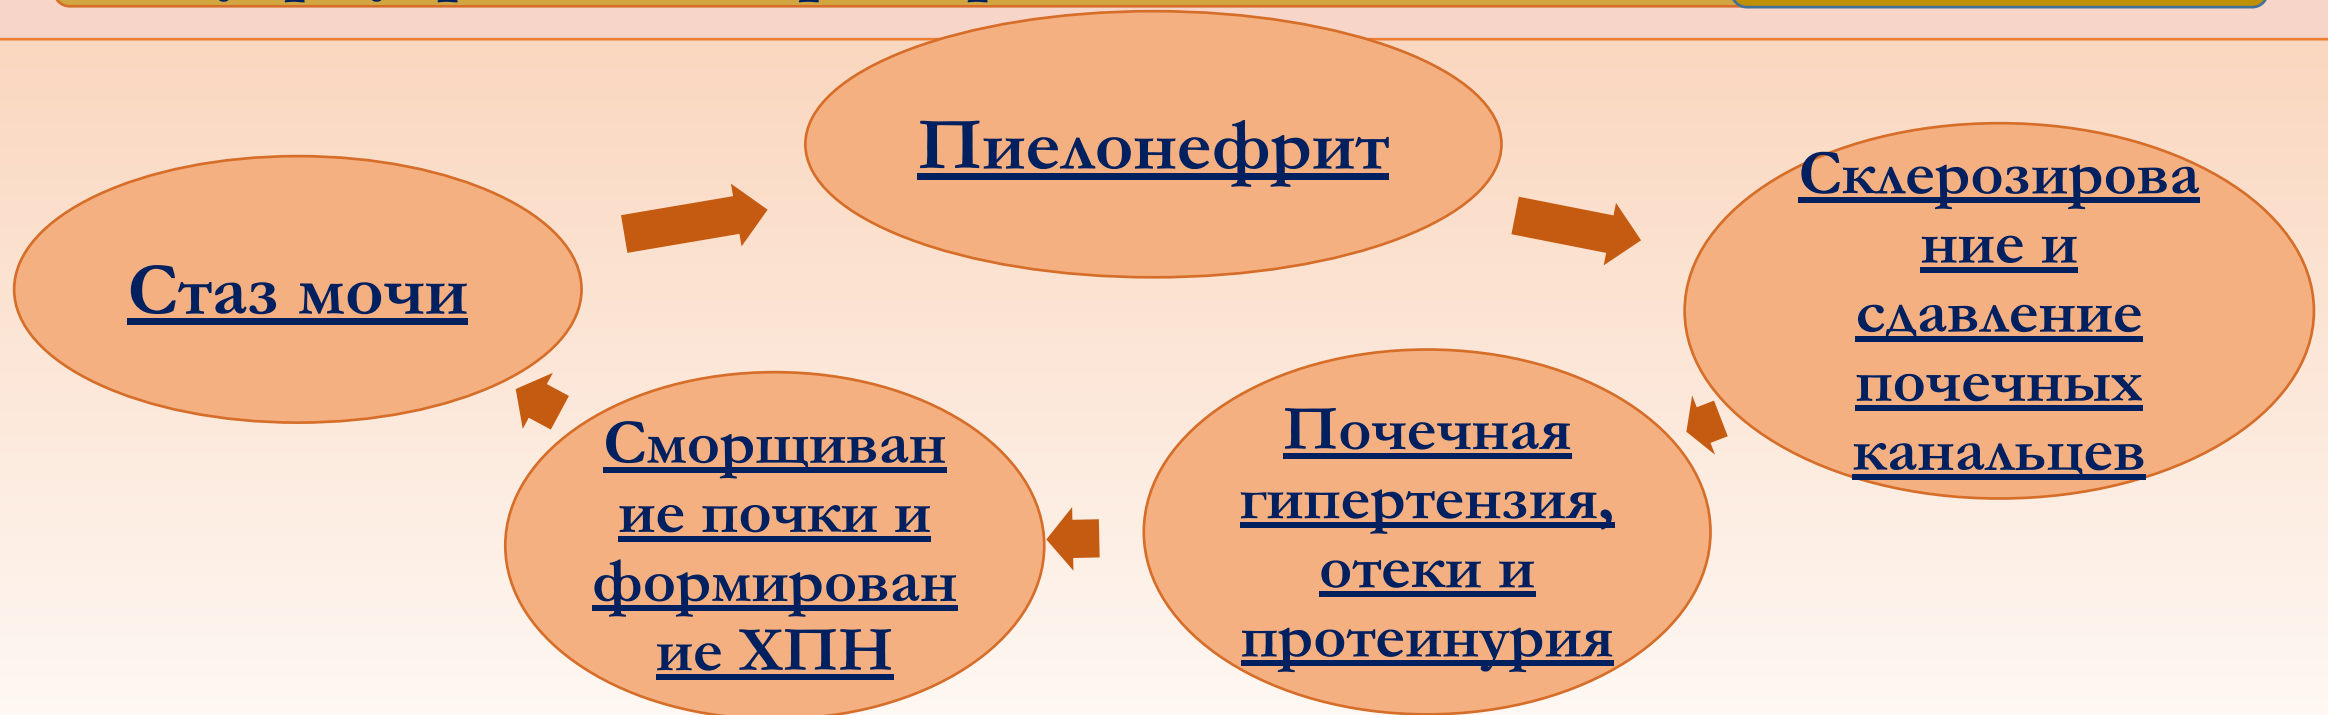 Пиелонефрит
Стаз мочи
Склерозирова
ние и
сдавление
почечных
канальцев
Почечная
гипертензия,
отеки и
протеинурия
Сморщиван
ие почки и
формирован
ие ХПН